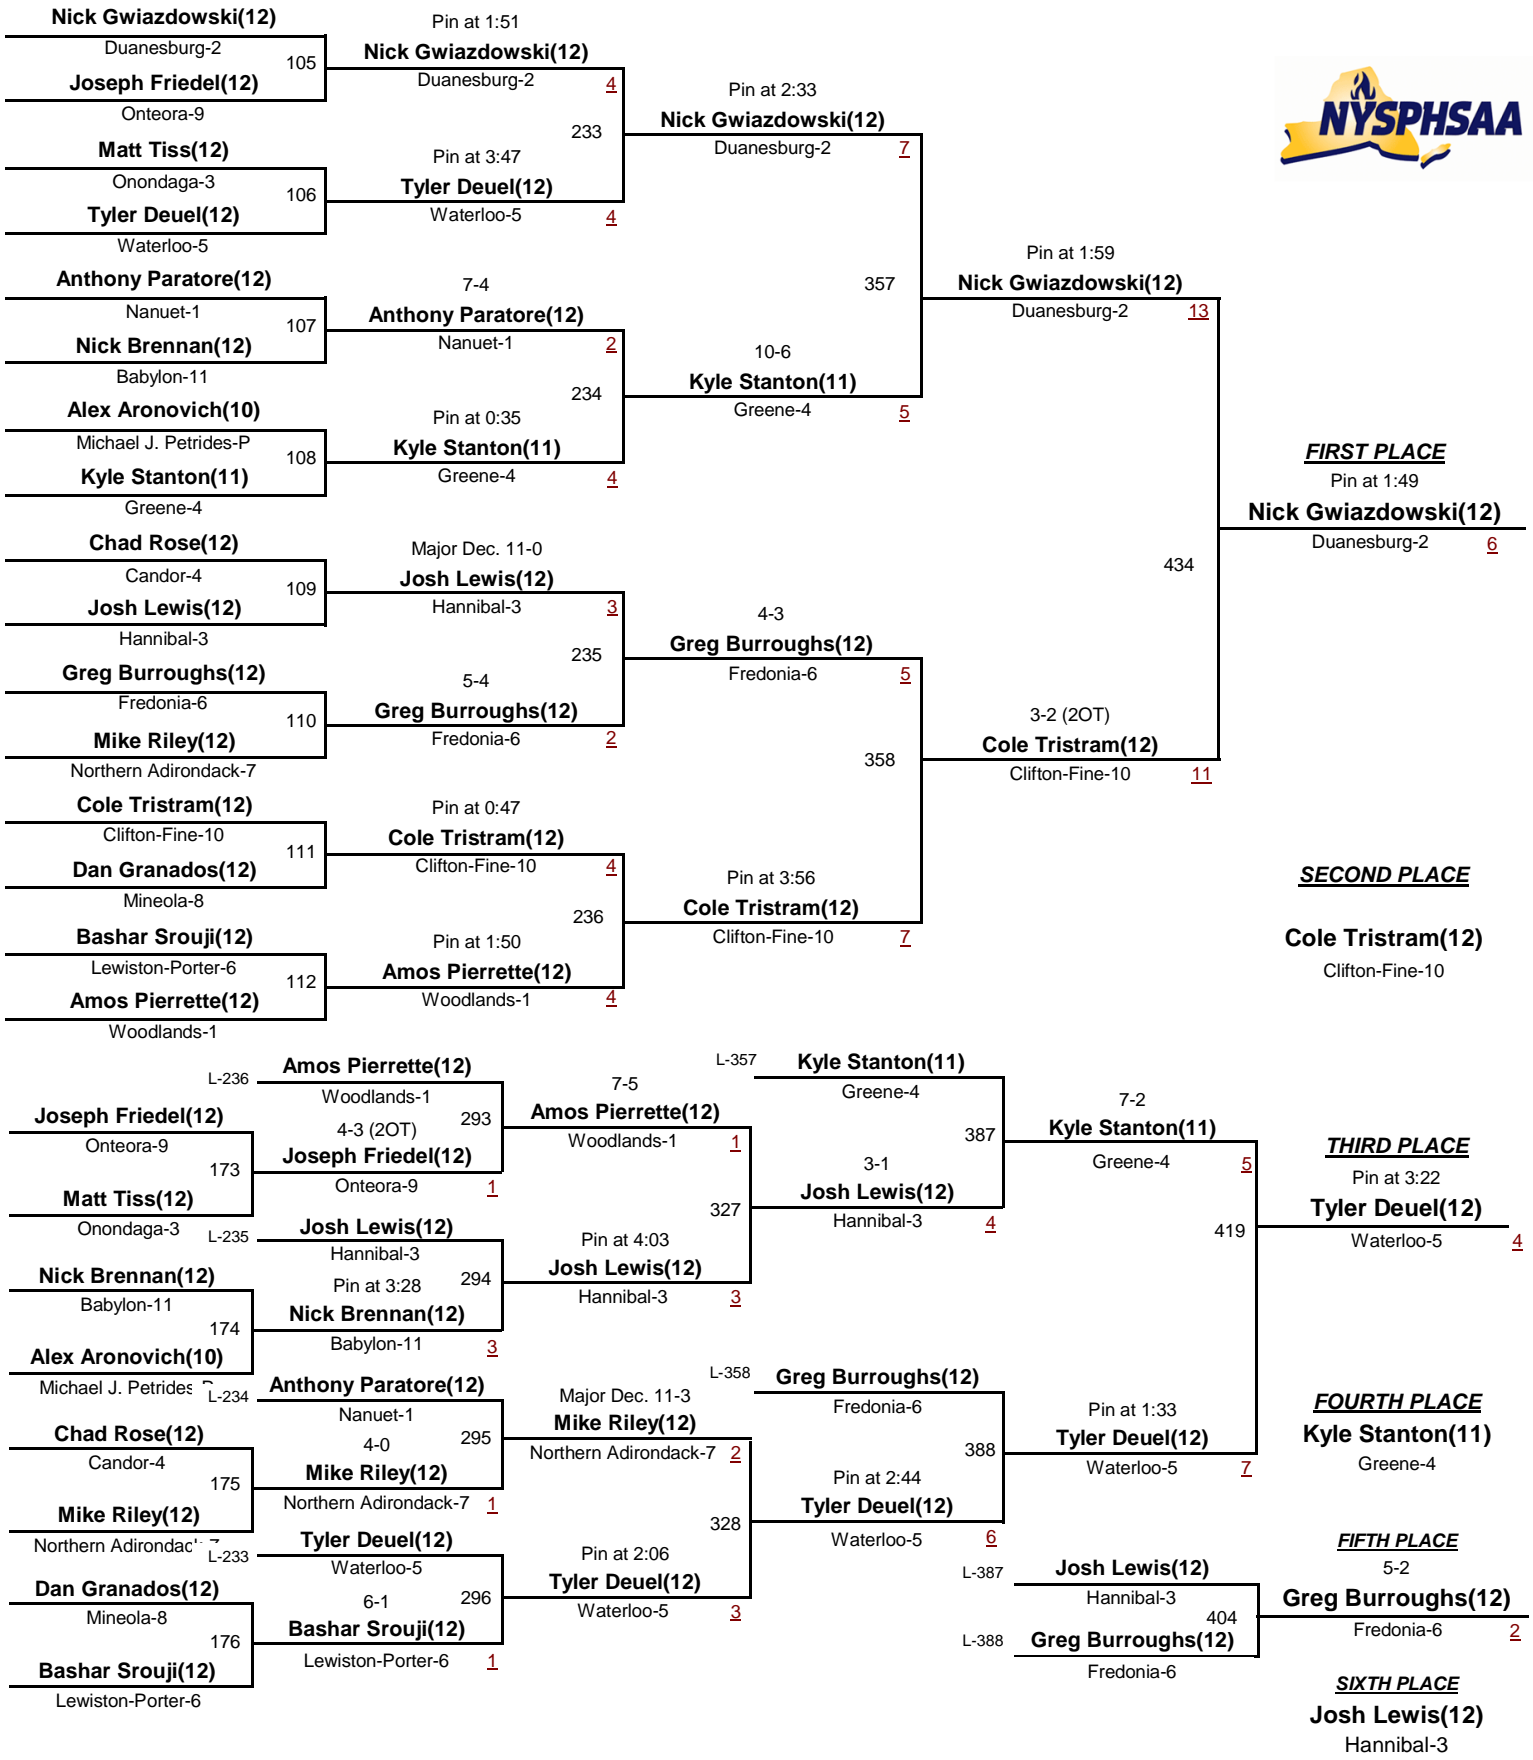 Nick Gwiazdowski(12)
Duanesburg-2
105
Joseph Friedel(12)
Onteora-9
Matt Tiss(12)
Onondaga-3
106
Tyler Deuel(12)
Waterloo-5
Anthony Paratore(12)
Nanuet-1
107
Nick Brennan(12)
Babylon-11
Alex Aronovich(10)
Michael J. Petrides-P
108
Kyle Stanton(11)
Greene-4
Chad Rose(12)
Candor-4
109
Josh Lewis(12)
Hannibal-3
Greg Burroughs(12)
Fredonia-6
110
Mike Riley(12)
Northern Adirondack-7
Cole Tristram(12)
Clifton-Fine-10
111
Dan Granados(12)
Mineola-8
Bashar Srouji(12)
Lewiston-Porter-6
112
Amos Pierrette(12)
Woodlands-1
Pin at 1:51
Nick Gwiazdowski(12)
Duanesburg-2 4
233
Pin at 3:47
Tyler Deuel(12)
Waterloo-5 4
7-4
Anthony Paratore(12)
Nanuet-1 2
234
Pin at 0:35
Kyle Stanton(11)
Greene-4 4
Major Dec. 11-0
Josh Lewis(12)
Hannibal-3 3
235
5-4
Greg Burroughs(12)
Fredonia-6 2
Pin at 0:47
Cole Tristram(12)
Clifton-Fine-10 4
236
Pin at 1:50
Amos Pierrette(12)
Woodlands-1 4
Pin at 2:33
Nick Gwiazdowski(12)
Duanesburg-2 7
357
10-6
Kyle Stanton(11)
Greene-4 5
4-3
Greg Burroughs(12)
Fredonia-6 5
358
Pin at 3:56
Cole Tristram(12)
Clifton-Fine-10 7
Pin at 1:59
Nick Gwiazdowski(12)
Duanesburg-2 13
434
3-2 (2OT)
Cole Tristram(12)
Clifton-Fine-10 11
NYSPHSAA
FIRST PLACE
Pin at 1:49
Nick Gwiazdowski(12)
Duanesburg-2 6
SECOND PLACE
Cole Tristram(12)
Clifton-Fine-10
Joseph Friedel(12)
Onteora-9
173
Matt Tiss(12)
Onondaga-3
Nick Brennan(12)
Babylon-11
174
Alex Aronovich(10)
Michael J. Petrides
Chad Rose(12)
Candor-4
175
Mike Riley(12)
Northern Adirondac
Dan Granados(12)
Mineola-8
176
Bashar Srouji(12)
Lewiston-Porter-6
L-236
Amos Pierrette(12)
Woodlands-1
293
4-3 (2OT)
Joseph Friedel(12)
Onteora-9 1
L-235
Josh Lewis(12)
Hannibal-3
294
Pin at 3:28
Nick Brennan(12)
Babylon-11 3
L-234
Anthony Paratore(12)
Nanuet-1
295
4-0
Mike Riley(12)
Northern Adirondack-7 1
L-233
Tyler Deuel(12)
Waterloo-5
296
6-1
Bashar Srouji(12)
Lewiston-Porter-6 1
7-5
Amos Pierrette(12)
Woodlands-1 1
327
Pin at 4:03
Josh Lewis(12)
Hannibal-3 3
Major Dec. 11-3
Mike Riley(12)
Northern Adirondack-7 2
328
Pin at 2:06
Tyler Deuel(12)
Waterloo-5 3
L-357
Kyle Stanton(11)
Greene-4
387
3-1
Josh Lewis(12)
Hannibal-3 4
L-358
Greg Burroughs(12)
Fredonia-6
388
Pin at 2:44
Tyler Deuel(12)
Waterloo-5 6
7-2
Kyle Stanton(11)
Greene-4 5
419
Pin at 1:33
Tyler Deuel(12)
Waterloo-5 7
L-387
Josh Lewis(12)
Hannibal-3
404
L-388
Greg Burroughs(12)
Fredonia-6
THIRD PLACE
Pin at 3:22
Tyler Deuel(12)
Waterloo-5 4
FOURTH PLACE
Kyle Stanton(11)
Greene-4
FIFTH PLACE
5-2
Greg Burroughs(12)
Fredonia-6 2
SIXTH PLACE
Josh Lewis(12)
Hannibal-3